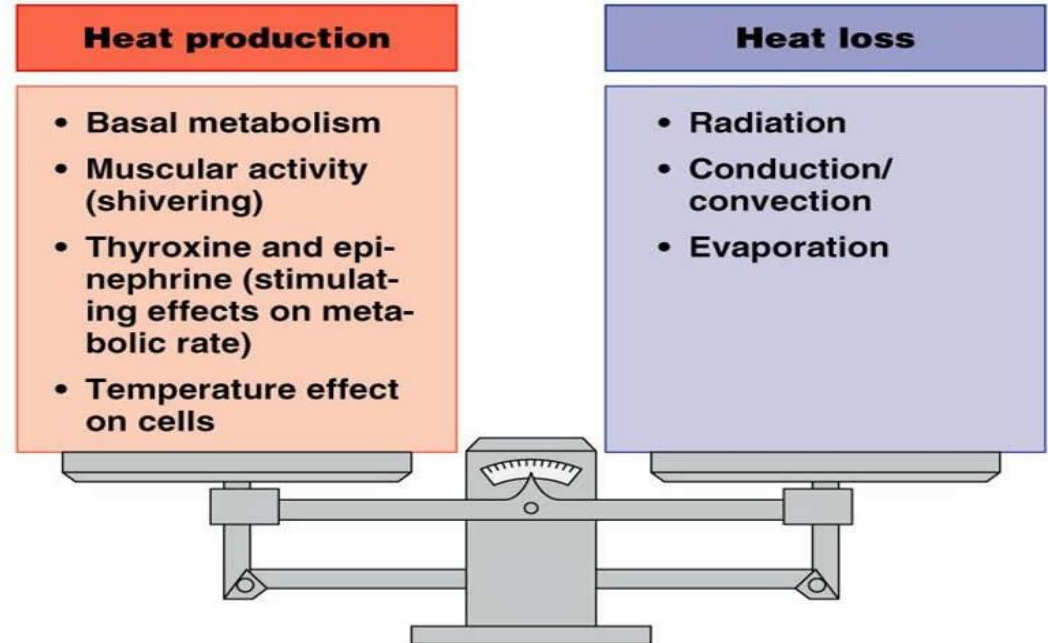 Heat production
• Basal metabolism
• Muscular activity
(shivering)
• Thyroxine and epi-
nephrine (stimulat-
ing effects on meta-
bolic rate)
• Temperature effect
on cells
Heat loss
• Radiation
• Conduction/
convection
• Evaporation